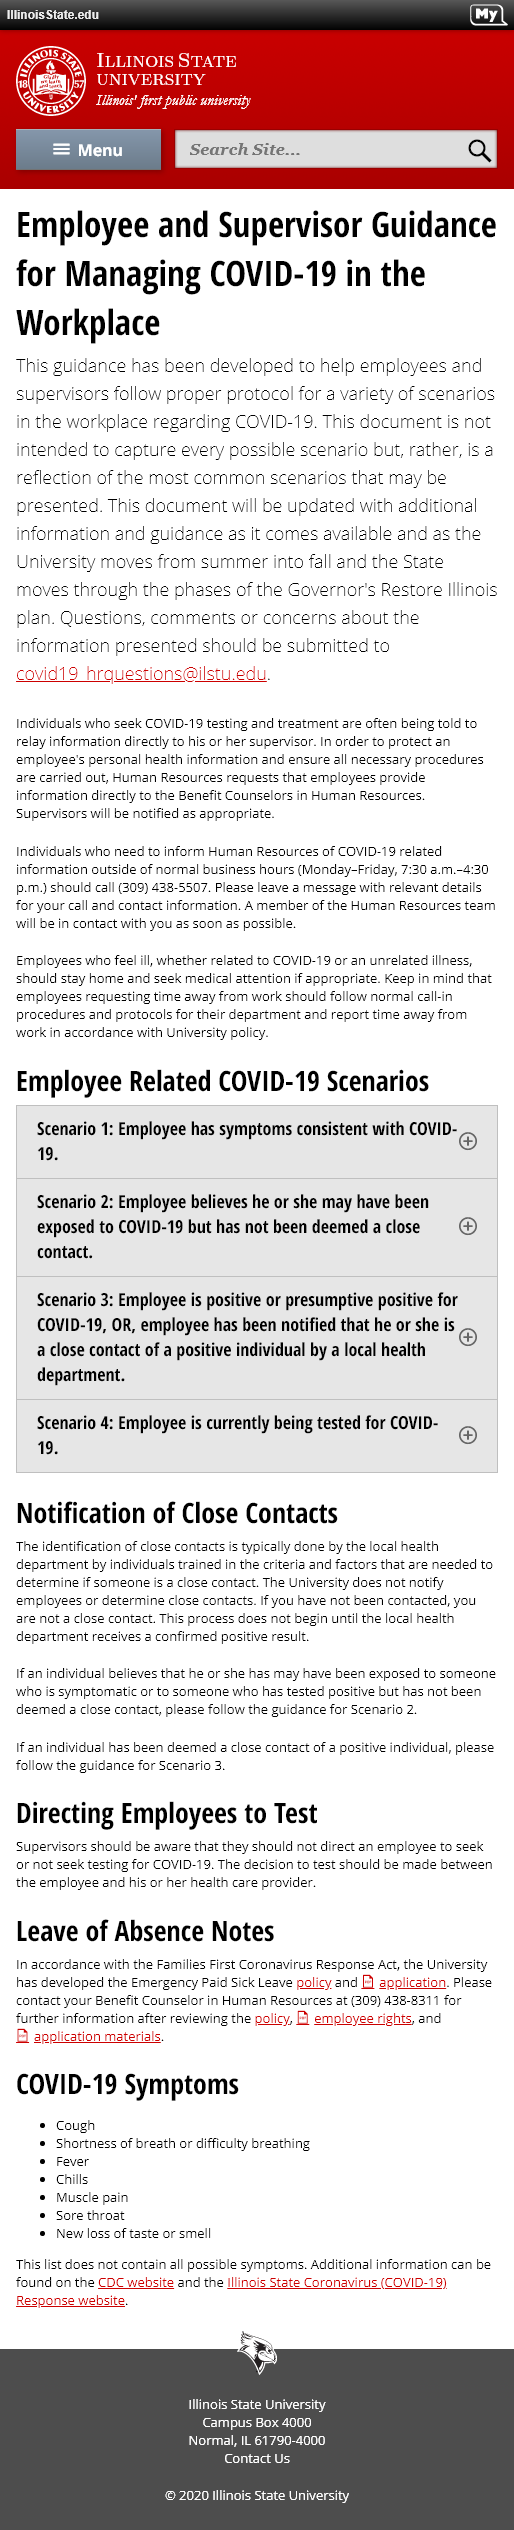 IllinoisState.edu
My
ILLINOIS STATE UNIVERSITY
18 57
ILLINOIS STATE
UNIVERSITY
Illinois' first public university
Menu
Search Site...
Employee and Supervisor Guidance
for Managing COVID-19 in the
Workplace
This guidance has been developed to help employees and
supervisors follow proper protocol for a variety of scenarios
in the workplace regarding COVID-19. This document is not
intended to capture every possible scenario but, rather, is a
reflection of the most common scenarios that may be
presented. This document will be updated with additional
information and guidance as it comes available and as the
University moves from summer into fall and the State
moves through the phases of the Governor's Restore Illinois
plan. Questions, comments or concerns about the
information presented should be submitted to
covid19_hrquestions@ilstu.edu.
Individuals who seek COVID-19 testing and treatment are often being told to
relay information directly to his or her supervisor. In order to protect an
employee's personal health information and ensure all necessary procedures
are carried out, Human Resources requests that employees provide
information directly to the Benefit Counselors in Human Resources.
Supervisors will be notified as appropriate.
Individuals who need to inform Human Resources of COVID-19 related
information outside of normal business hours (Monday–Friday, 7:30 a.m.–4:30
p.m.) should call (309) 438-5507. Please leave a message with relevant details
for your call and contact information. A member of the Human Resources team
will be in contact with you as soon as possible.
Employees who feel ill, whether related to COVID-19 or an unrelated illness,
should stay home and seek medical attention if appropriate. Keep in mind that
employees requesting time away from work should follow normal call-in
procedures and protocols for their department and report time away from
work in accordance with University policy.
Employee Related COVID-19 Scenarios
Scenario 1: Employee has symptoms consistent with COVID-
19.
Scenario 2: Employee believes he or she may have been
exposed to COVID-19 but has not been deemed a close
contact.
Scenario 3: Employee is positive or presumptive positive for
COVID-19, OR, employee has been notified that he or she is
a close contact of a positive individual by a local health
department.
Scenario 4: Employee is currently being tested for COVID-
19.
Notification of Close Contacts
The identification of close contacts is typically done by the local health
department by individuals trained in the criteria and factors that are needed to
determine if someone is a close contact. The University does not notify
employees or determine close contacts. If you have not been contacted, you
are not a close contact. This process does not begin until the local health
department receives a confirmed positive result.
If an individual believes that he or she has may have been exposed to someone
who is symptomatic or to someone who has tested positive but has not been
deemed a close contact, please follow the guidance for Scenario 2.
If an individual has been deemed a close contact of a positive individual, please
follow the guidance for Scenario 3.
Directing Employees to Test
Supervisors should be aware that they should not direct an employee to seek
or not seek testing for COVID-19. The decision to test should be made between
the employee and his or her health care provider.
Leave of Absence Notes
In accordance with the Families First Coronavirus Response Act, the University
has developed the Emergency Paid Sick Leave policy and application. Please
contact your Benefit Counselor in Human Resources at (309) 438-8311 for
further information after reviewing the policy, employee rights, and
application materials.
COVID-19 Symptoms
Cough
Shortness of breath or difficulty breathing
Fever
Chills
Muscle pain
Sore throat
New loss of taste or smell
This list does not contain all possible symptoms. Additional information can be
found on the CDC website and the Illinois State Coronavirus (COVID-19)
Response website.
Illinois State University
Campus Box 4000
Normal, IL 61790-4000
Contact Us
© 2020 Illinois State University